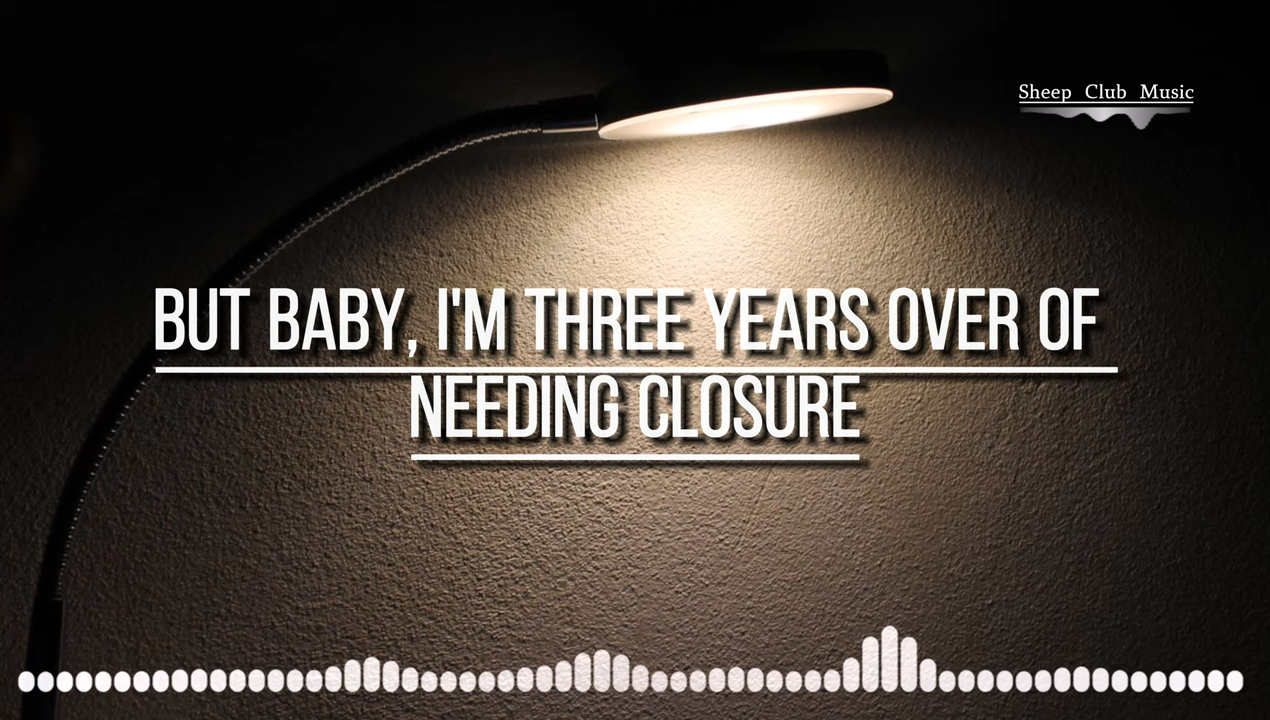 Sheep Club Music
BUT BABY, I'M THREE YEARS OVER OF
NEEDING CLOSURE